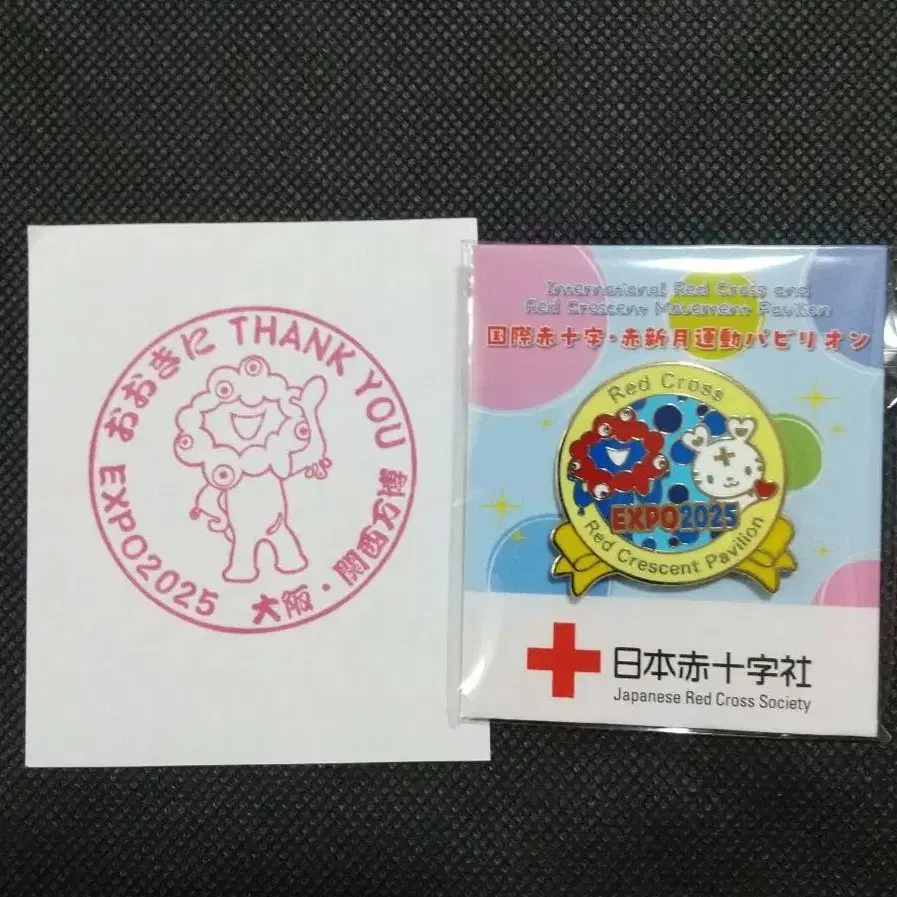 EXPO2025 おおきに THANK YOU
大阪・関西万博
International Red Cross and
Red Crescent Movement Pavilion
国際赤十字・赤新月運動パビリオン
Red Cross
EXPO2025
Red Crescent Pavilion
日本赤十字社
Japanese Red Cross Society